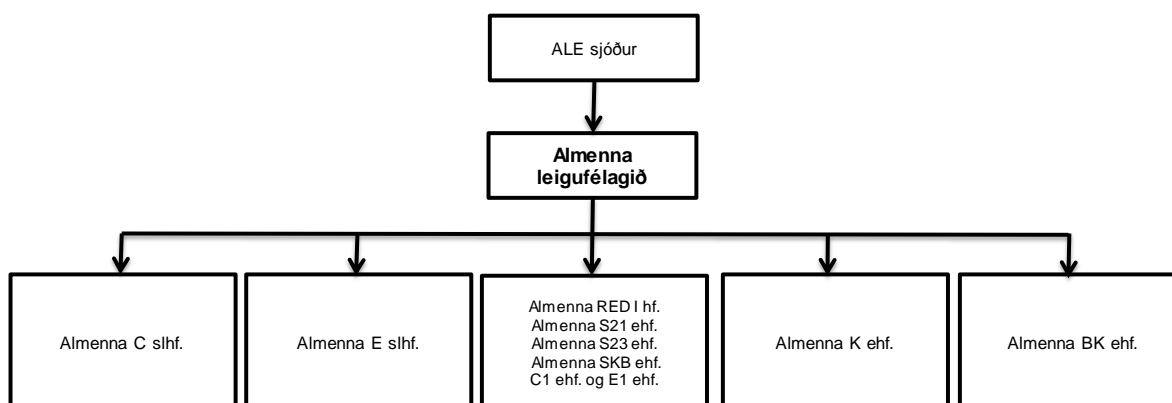 ALE sjóður
Almenna
leigufélagið
Almenna C slhf.
Almenna E slhf.
Almenna RED I hf.
Almenna S21 ehf.
Almenna S23 ehf.
Almenna SKB ehf.
C1 ehf. og E1 ehf.
Almenna K ehf.
Almenna BK ehf.